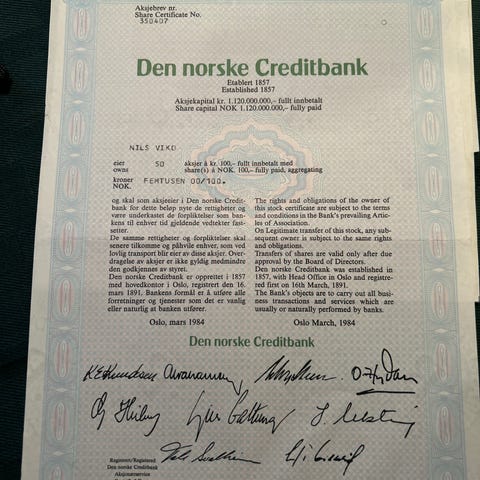 Aksjebrev nr.
Share Certificate No.
350407
Den norske Creditbank
Etablert 1857
Established 1857
Aksjekapital kr. 1.120.000.000,– fullt innbetalt
Share capital NOK 1.120.000.000,– fully paid
NILS VIKO
eier
owns
50
aksjer à kr. 100,– fullt innbetalt med
share(s) à NOK. 100,– fully paid, aggregating
kroner
NOK.
FEMTUSEN 00/100.
og skal som aksjeeier i Den norske Credit-
bank for dette beløp nyte de rettigheter og
være underkastet de forpliktelser som ban-
kens til enhver tid gjeldende vedtekter fast-
setter.
De samme rettigheter og forpliktelser skal
senere tilkomme og påhvile enhver, som ved
lovlig transport blir eier av disse aksjer. Over-
dragelse av aksjer er ikke gyldig medmindre
den godkjennes av styret.
Den norske Creditbank er opprettet i 1857
med hovedkontor i Oslo, registrert den 16.
mars 1891. Bankens formål er å utføre alle
forretninger og tjenester som det er vanlig
eller naturlig at banken utfører.
Oslo, mars 1984
The rights and obligations of the owner of
this stock certificate are subject to the terms
and conditions in the Bank's prevailing Artic-
les of Association.
On Legitimate transfer of this stock, any sub-
sequent owner is subject to the same rights
and obligations.
Transfers of shares are valid only after due
approval by the Board of Directors.
Den norske Creditbank was established in
1857, with Head Office in Oslo and registe-
red first on 16th March, 1891.
The Bank's objects are to carry out all busi-
ness transactions and services which are
usually or naturally performed by banks.
Oslo March, 1984
Den norske Creditbank
Registrert/Registered
Den norske Creditbank
Aksjonærservice